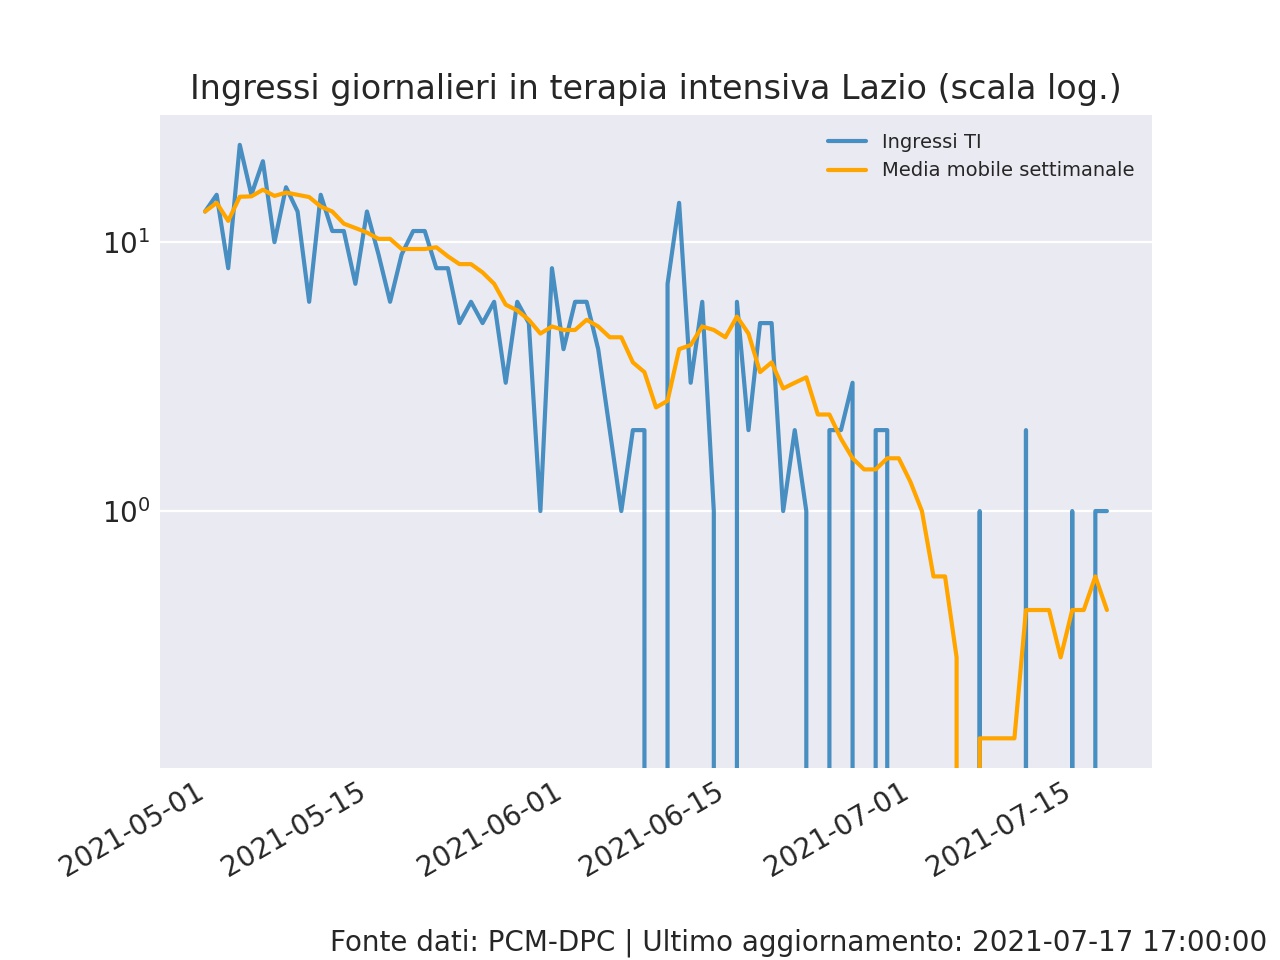 Ingressi giornalieri in terapia intensiva Lazio (scala log.)
Ingressi TI
Media mobile settimanale
10¹
10⁰
2021-05-01
2021-05-15
2021-06-01
2021-06-15
2021-07-01
2021-07-15
Fonte dati: PCM-DPC | Ultimo aggiornamento: 2021-07-17 17:00:00